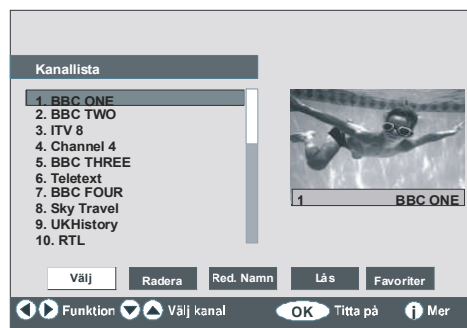 Kanallista
1. BBC ONE
2. BBC TWO
3. ITV 8
4. Channel 4
5. BBC THREE
6. Teletext
7. BBC FOUR
8. Sky Travel
9. UKHistory
10. RTL
1 BBC ONE
Välj Radera Red. Namn Lås Favoriter
Funktion Välj kanal OK Titta på i Mer